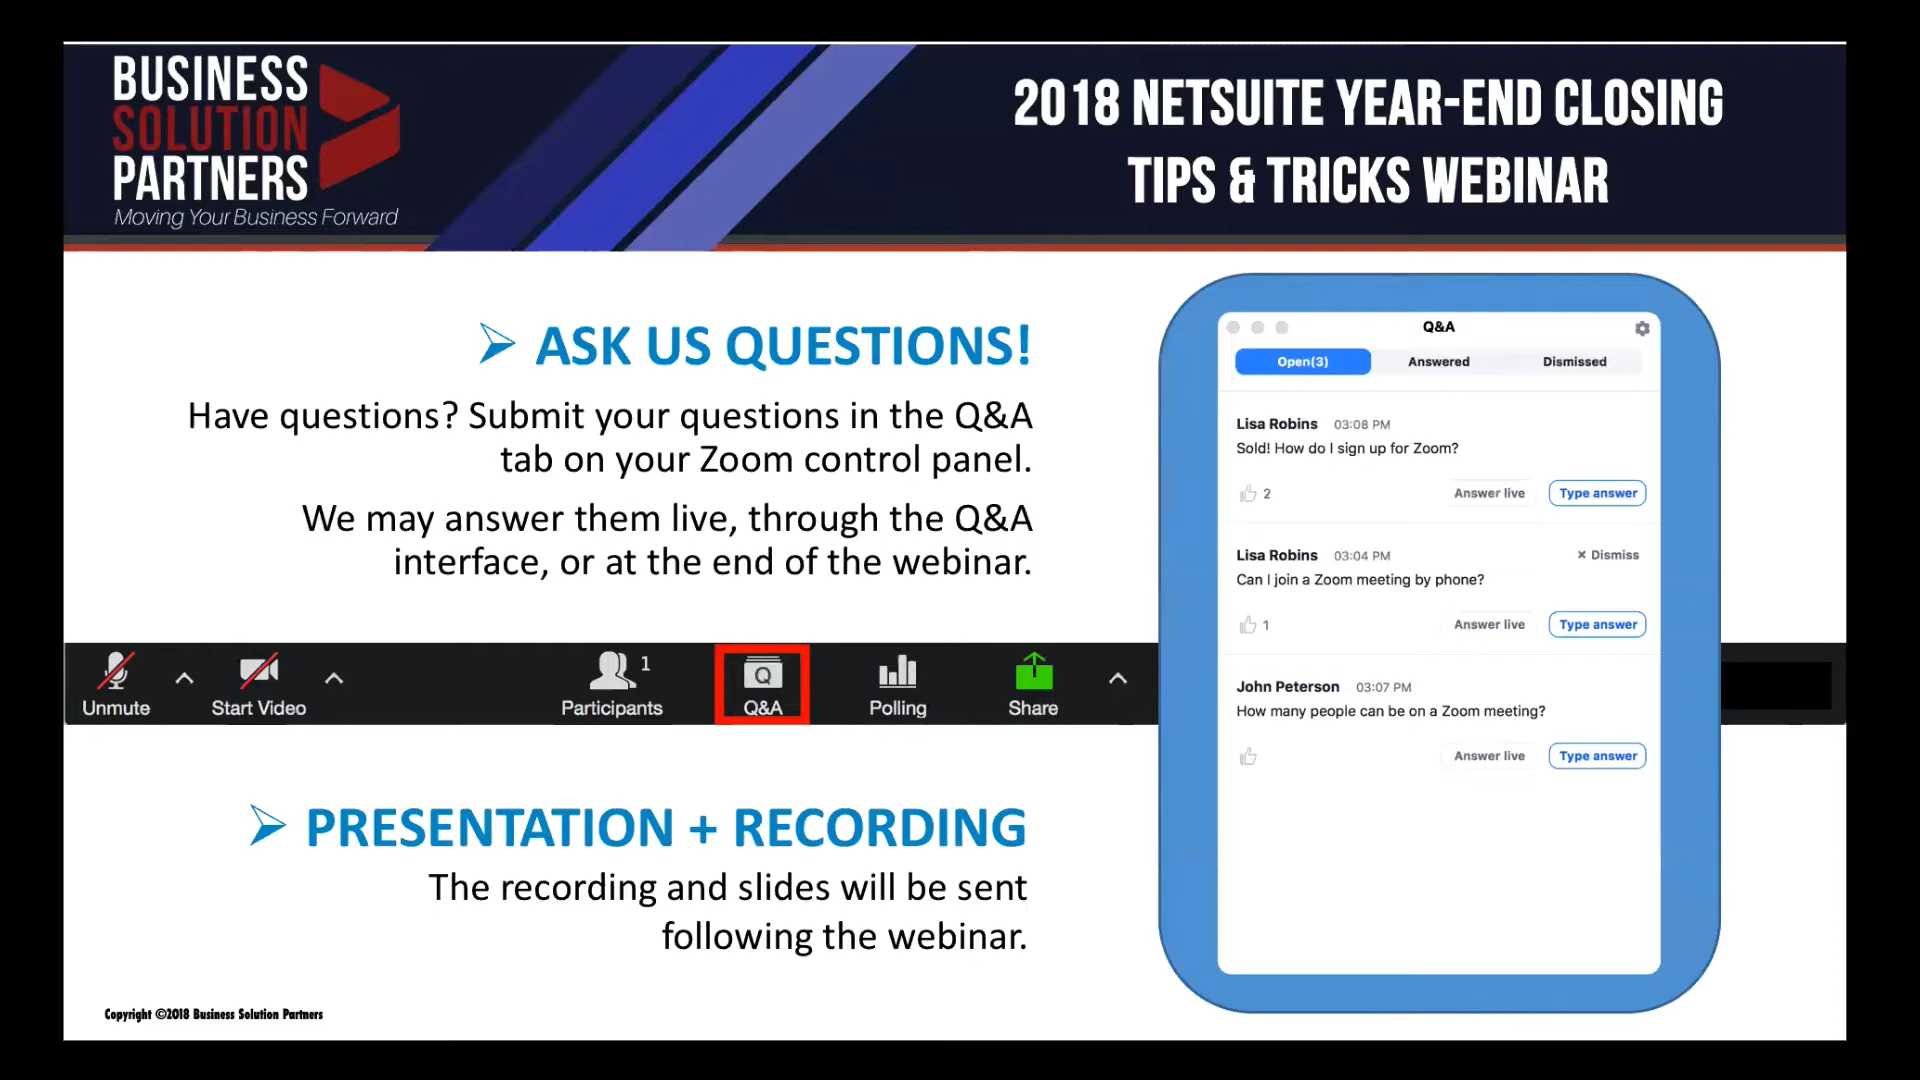 BUSINESS
SOLUTION
PARTNERS
Moving Your Business Forward
2018 NETSUITE YEAR-END CLOSING
TIPS & TRICKS WEBINAR
ASK US QUESTIONS!
Have questions? Submit your questions in the Q&A
tab on your Zoom control panel.
We may answer them live, through the Q&A
interface, or at the end of the webinar.
Unmute
Start Video
Participants 1
Q
Q&A
Polling
Share
PRESENTATION + RECORDING
The recording and slides will be sent
following the webinar.
Q&A
Open(3) Answered Dismissed
Lisa Robins 03:08 PM
Sold! How do I sign up for Zoom?
2 Answer live Type answer
Lisa Robins 03:04 PM × Dismiss
Can I join a Zoom meeting by phone?
1 Answer live Type answer
John Peterson 03:07 PM
How many people can be on a Zoom meeting?
Answer live Type answer
Copyright ©2018 Business Solution Partners